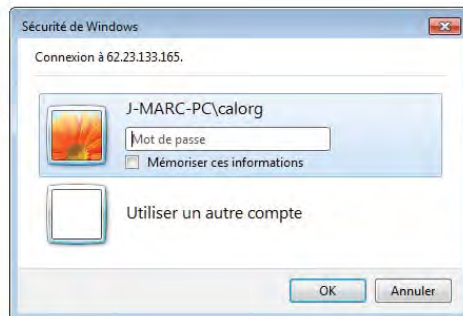 Sécurité de Windows
Connexion à 62.23.133.165.
J-MARC-PC\calorg
Mot de passe
Mémoriser ces informations
Utiliser un autre compte
OK
Annuler